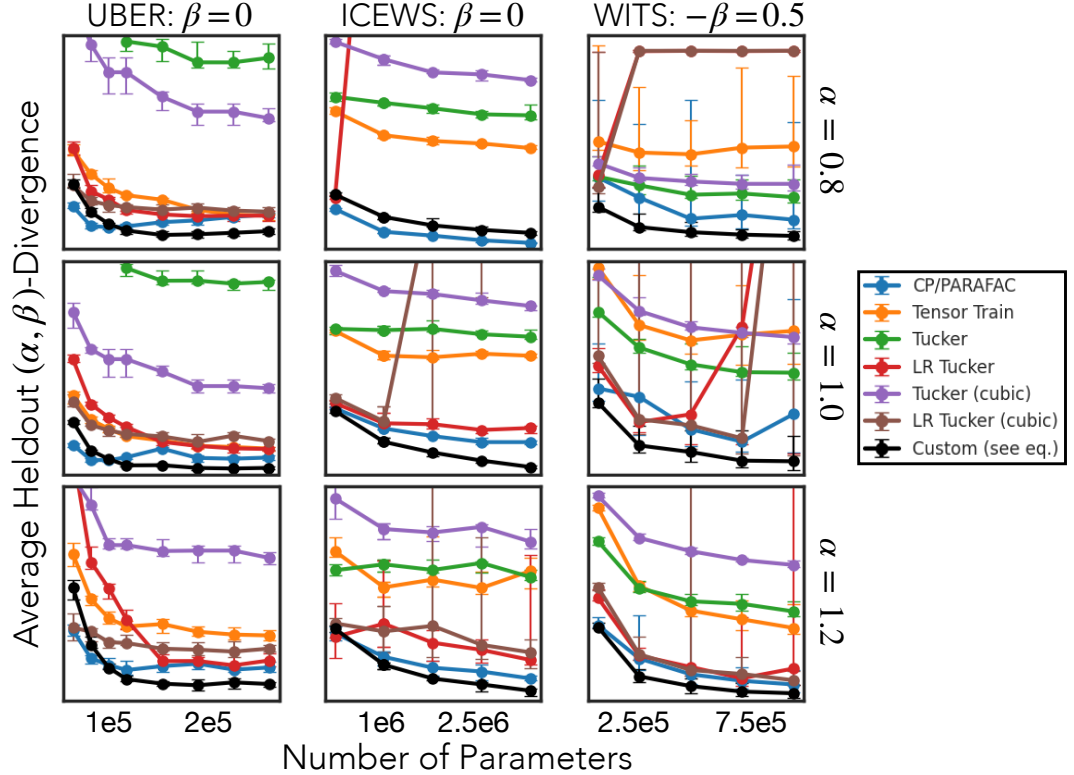 UBER: β=0
ICEWS: β=0
WITS: -β=0.5
Average Heldout (α, β)-Divergence
α = 0.8
α = 1.0
α = 1.2
CP/PARAFAC
Tensor Train
Tucker
LR Tucker
Tucker (cubic)
LR Tucker (cubic)
Custom (see eq.)
1e5 2e5
1e6 2.5e6
2.5e5 7.5e5
Number of Parameters